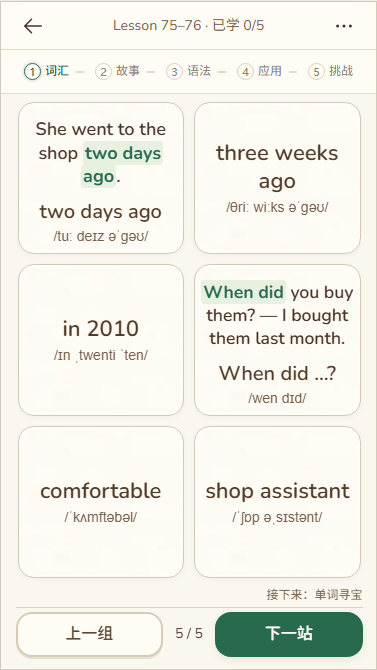 Lesson 75–76 · 已学 0/5
1 词汇 – 2 故事 – 3 语法 – 4 应用 – 5 挑战
She went to the
shop two days
ago.
two days ago
/tuː deɪz əˈɡəʊ/
three weeks
ago
/θriː wiːks əˈɡəʊ/
in 2010
/ɪn ˌtwenti ˈten/
When did you buy
them? — I bought
them last month.
When did ...?
/wen dɪd/
comfortable
/ˈkʌmftəbəl/
shop assistant
/ˈʃɒp əˌsɪstənt/
接下来：单词寻宝
上一组 5 / 5 下一站